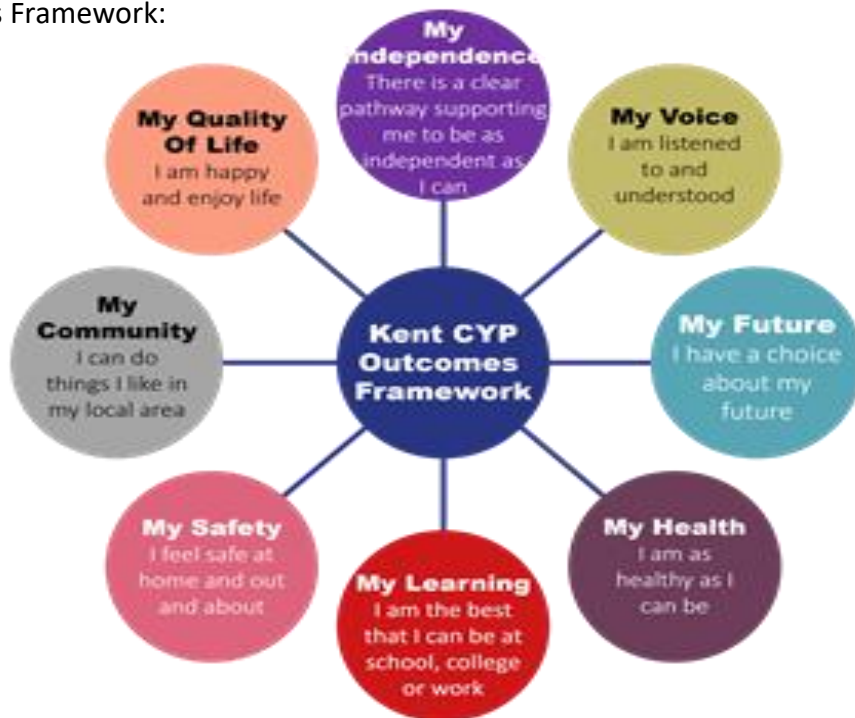 s Framework:
My
Independence
There is a clear
pathway supporting
me to be as
independent as
I can
My Voice
I am listened
to and
understood
My Future
I have a choice
about my
future
My Health
I am as
healthy as I
can be
My Learning
I am the best
that I can be at
school, college
or work
My Safety
I feel safe at
home and out
and about
My
Community
I can do
things I like in
my local area
My Quality
Of Life
I am happy
and enjoy life
Kent CYP
Outcomes
Framework